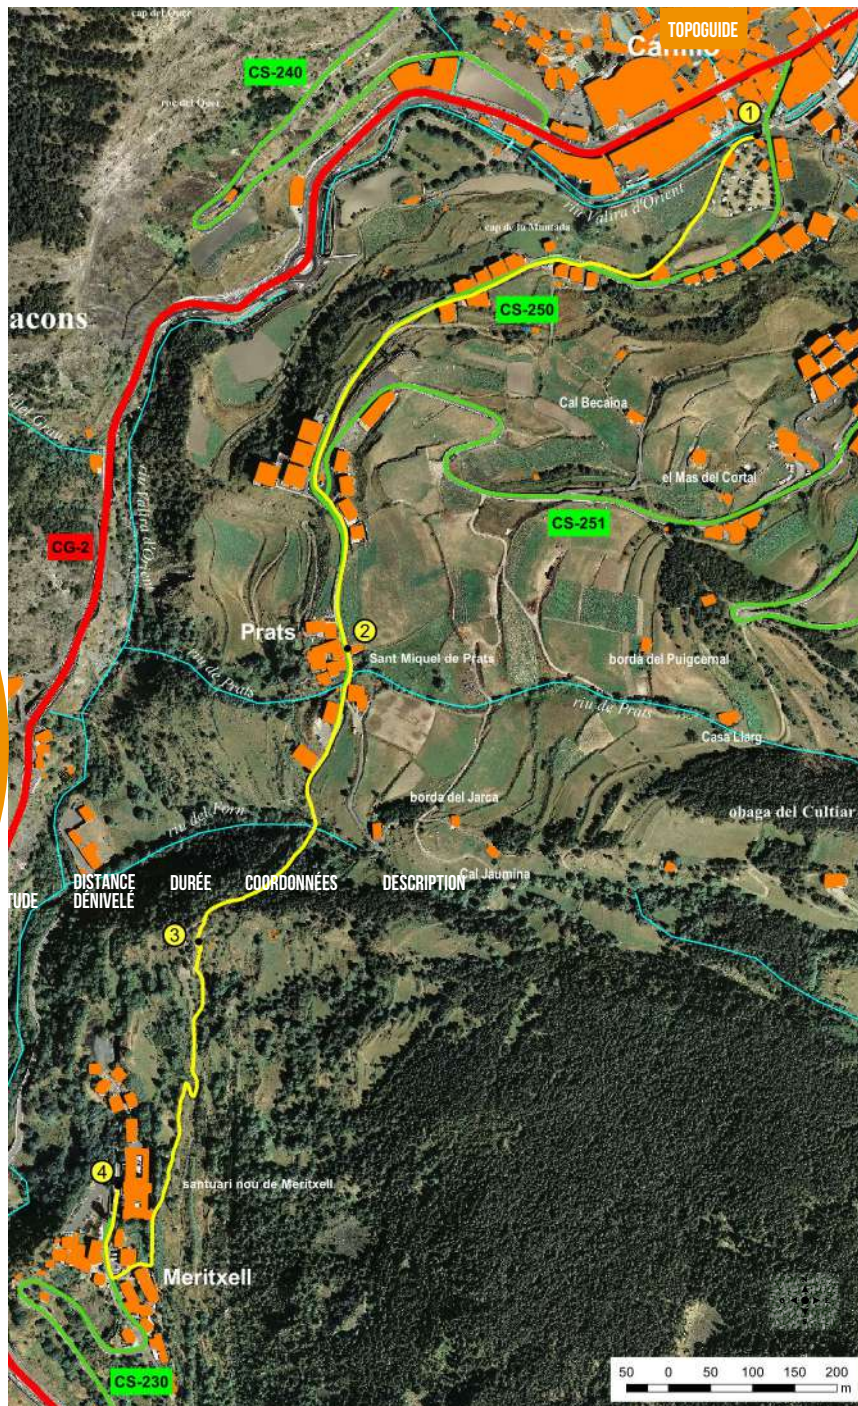 cap del Quer
TOPOGUIDE
Canillo
CS-240
roc del Quer
1
riu Valira d'Orient
cap de la Muntada
acons
CS-250
del Grau
Cal Becaina
riu Valira d'Orient
el Mas del Cortal
CS-251
CG-2
Prats
2
Sant Miquel de Prats
borda del Puigcernal
riu de Prats
riu de Prats
Casa Llarg
borda del Jarca
obaga del Cultiar
riu del Forn
Cal Jaumina
TUDE
DISTANCE
DÉNIVELÉ
DURÉE
COORDONNÉES
DESCRIPTION
3
4
santuari nou de Meritxell
Meritxell
CS-230
50 0 50 100 150 200
m